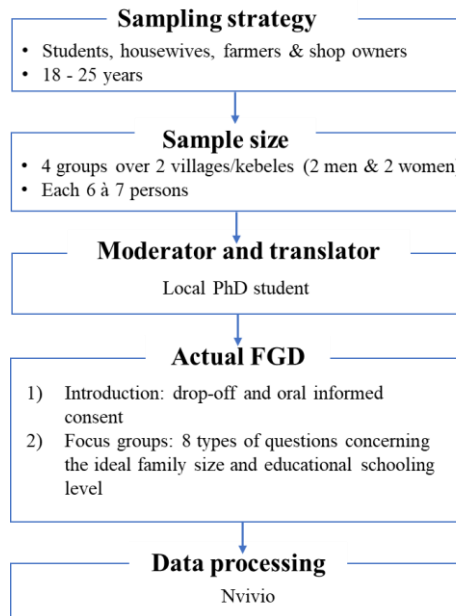 Sampling strategy
• Students, housewives, farmers & shop owners
• 18 - 25 years
Sample size
• 4 groups over 2 villages/kebeles (2 men & 2 women)
• Each 6 à 7 persons
Moderator and translator
Local PhD student
Actual FGD
1) Introduction: drop-off and oral informed
consent
2) Focus groups: 8 types of questions concerning
the ideal family size and educational schooling
level
Data processing
Nvivio